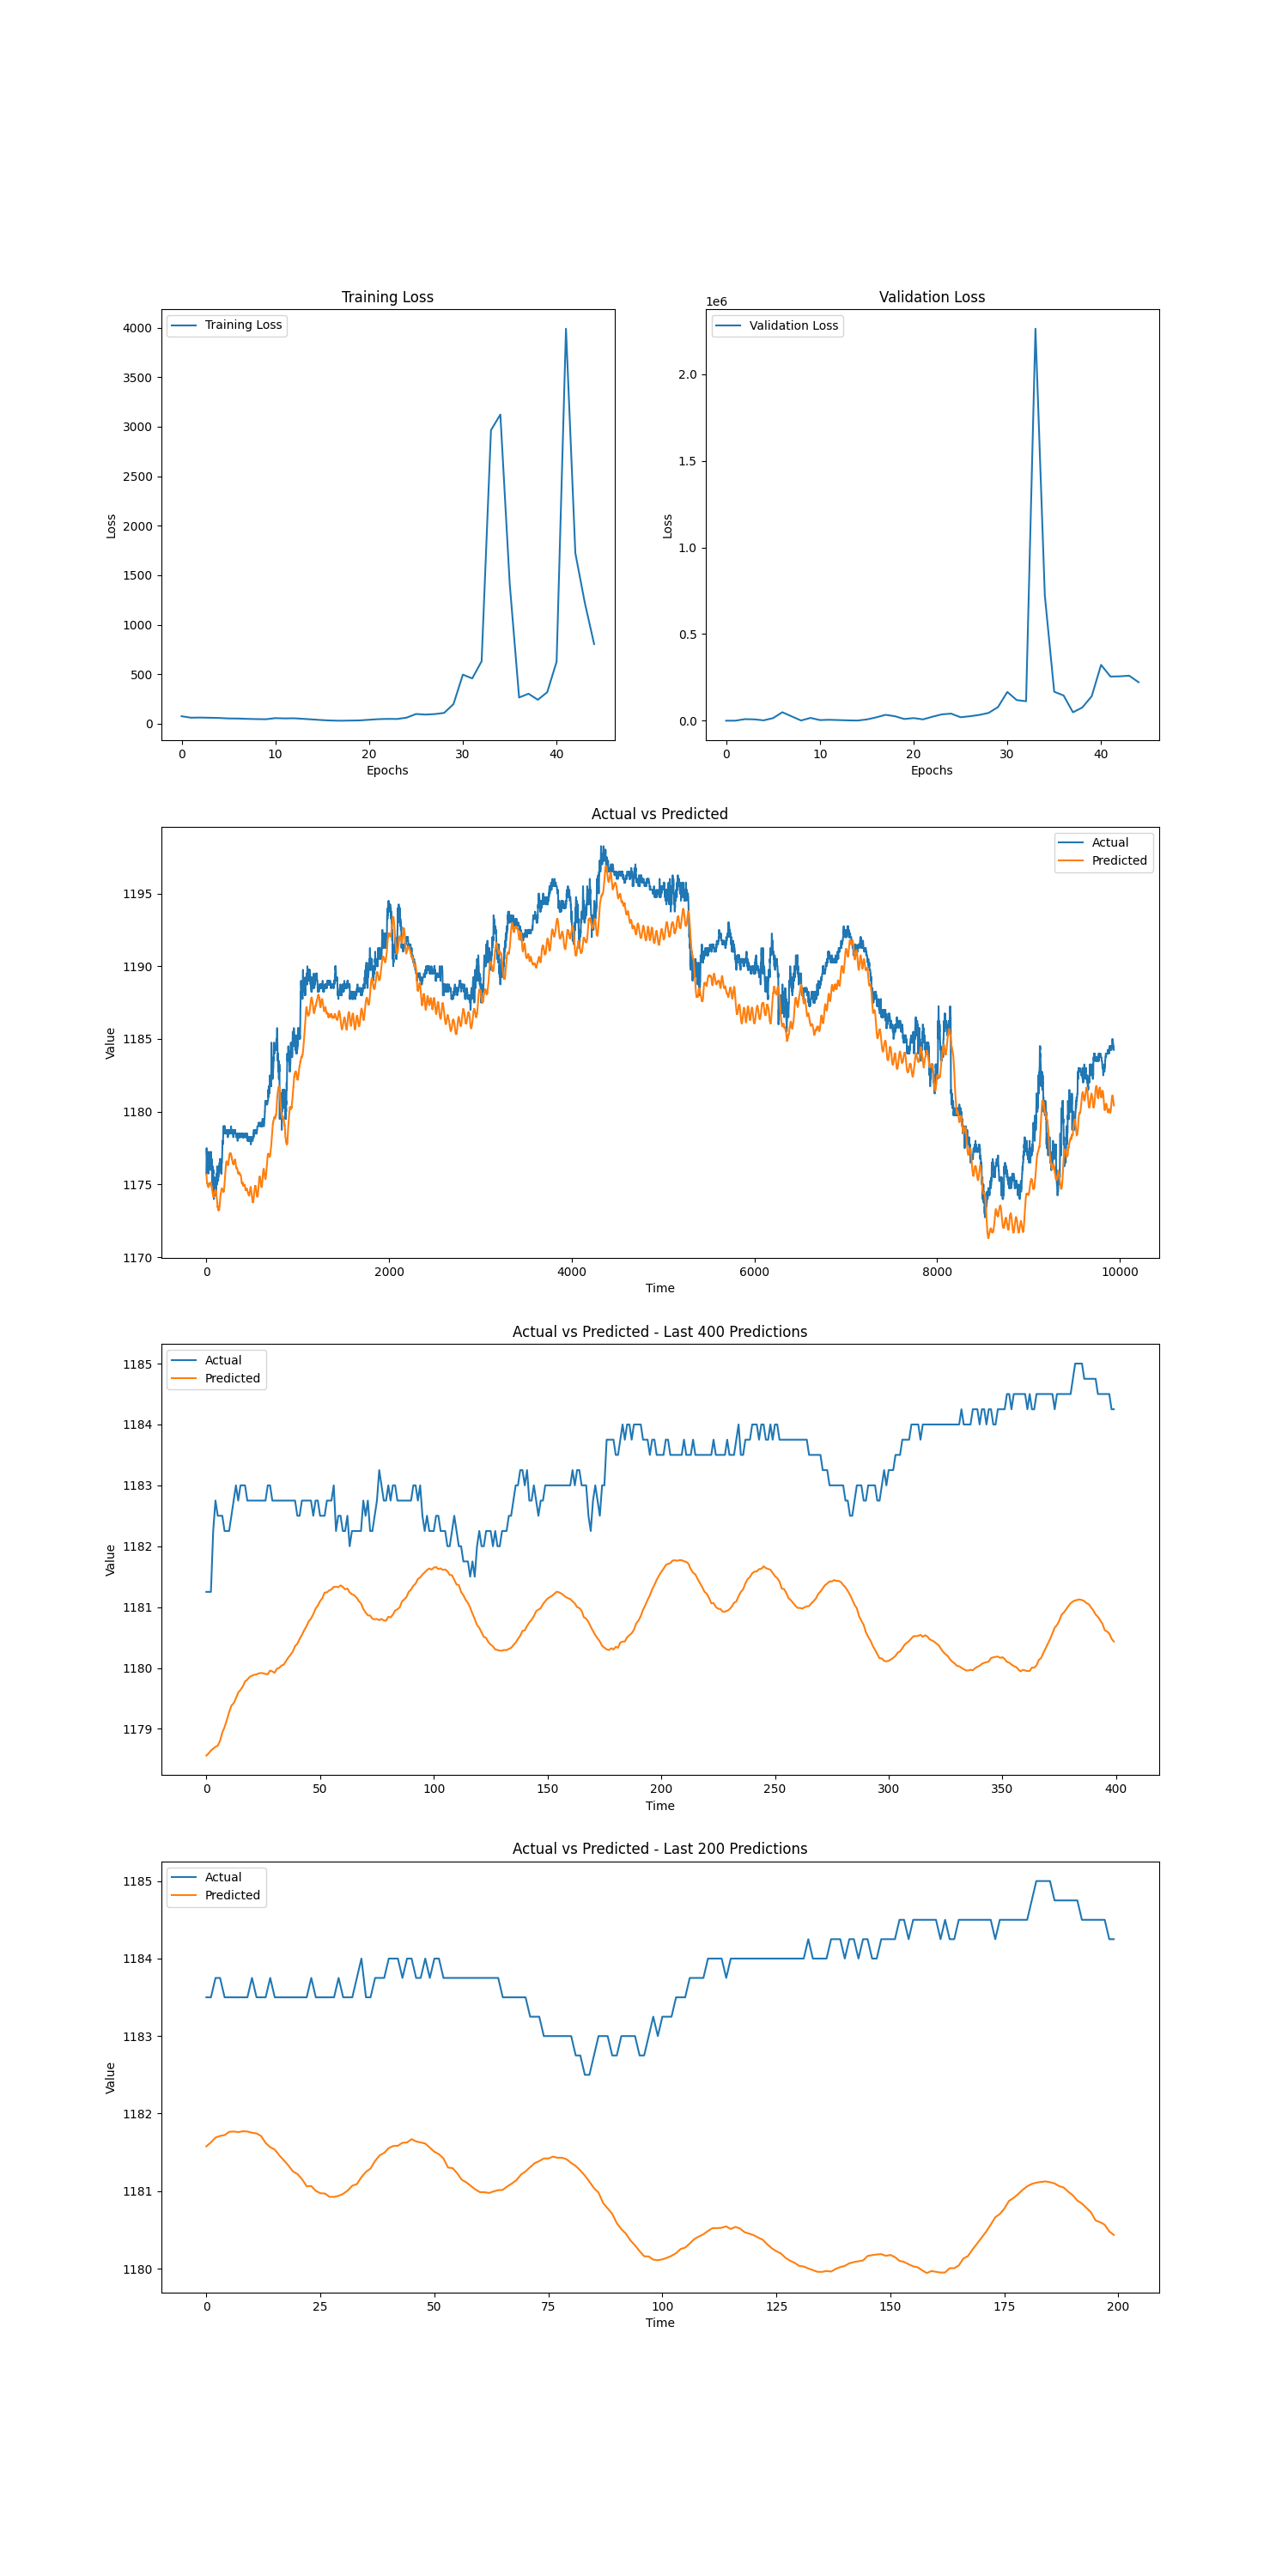 Training Loss
Training Loss
4000
3500
3000
2500
2000
1500
1000
500
0
Loss
0 10 20 30 40
Epochs
Validation Loss
1e6
Validation Loss
2.0
1.5
1.0
0.5
0.0
Loss
0 10 20 30 40
Epochs
Actual vs Predicted
Actual
Predicted
1195
1190
1185
1180
1175
1170
Value
0 2000 4000 6000 8000 10000
Time
Actual vs Predicted - Last 400 Predictions
Actual
Predicted
1185
1184
1183
1182
1181
1180
1179
Value
0 50 100 150 200 250 300 350 400
Time
Actual vs Predicted - Last 200 Predictions
Actual
Predicted
1185
1184
1183
1182
1181
1180
Value
0 25 50 75 100 125 150 175 200
Time